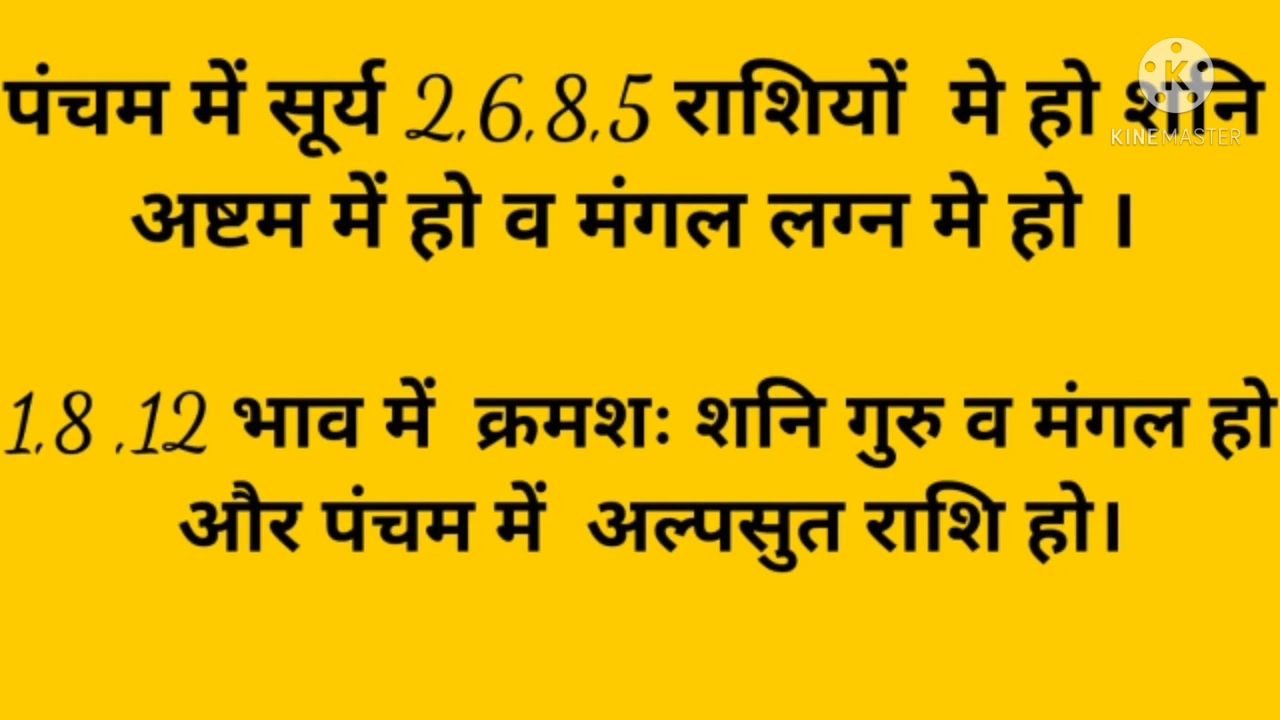 पंचम में सूर्य 2,6,8,5 राशियों मे हो शनि
अष्टम में हो व मंगल लग्न मे हो ।
1,8 ,12 भाव में क्रमशः शनि गुरु व मंगल हो
और पंचम में अल्पसुत राशि हो।
KINEMASTER